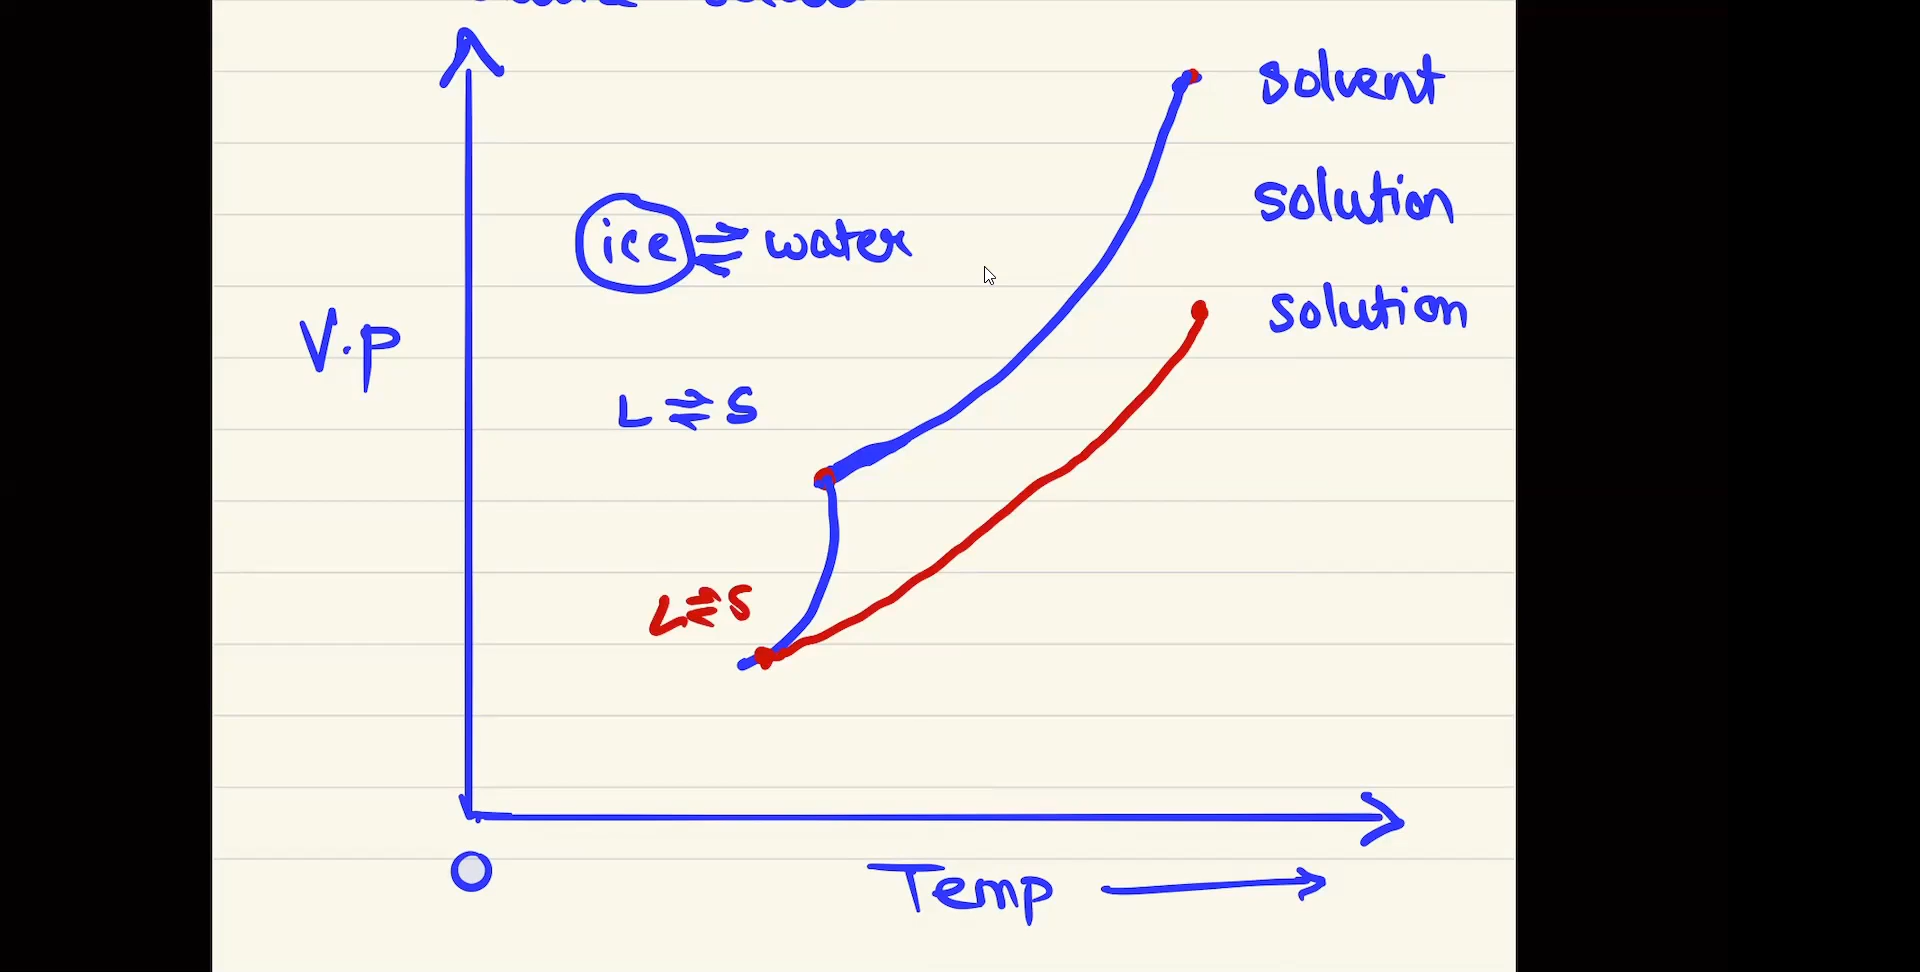 solvent
solution
ice ⇌ water
solution
V.p
L ⇌ S
L ⇌ S
O
Temp →